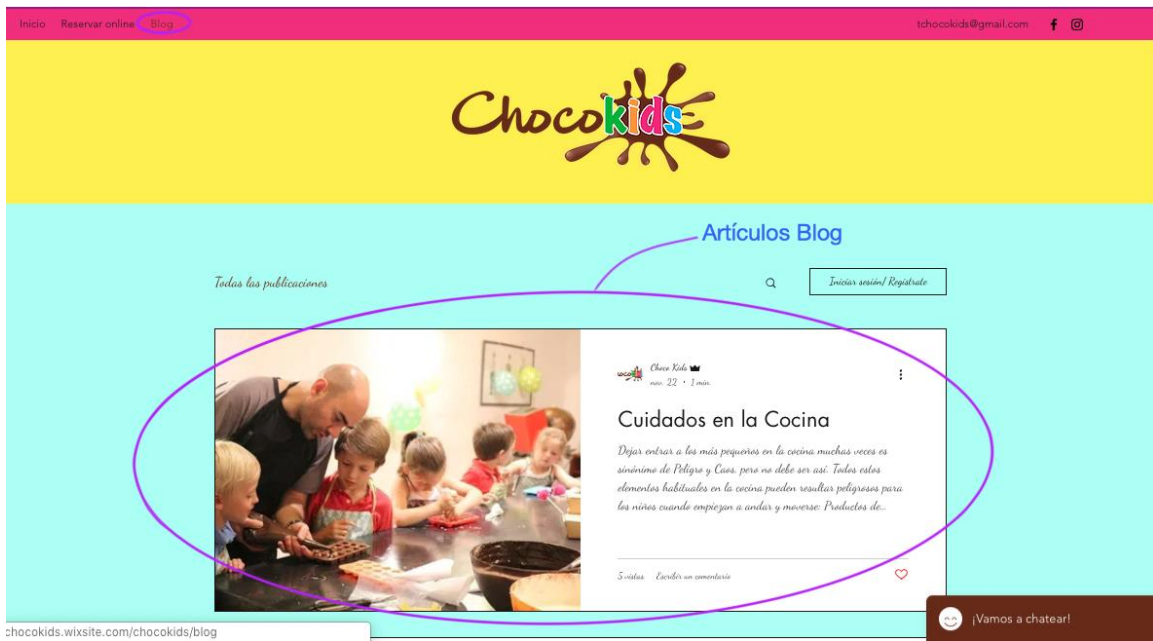 Inicio Reservar online Blog tchocokids@gmail.com
Chocokids
Artículos Blog
Todas las publicaciones
Iniciar sesión/ Regístrate
Choco Kids
nov. 22 • 1 min.
Cuidados en la Cocina
Dejar entrar a los más pequeños en la cocina muchas veces es
sinónimo de Peligro y Caos, pero no debe ser así. Todos estos
elementos habituales en la cocina pueden resultar peligrosos para
los niños cuando empiezan a andar y moverse: Productos de...
5 vistas Escribir un comentario
¡Vamos a chatear!
chocokids.wixsite.com/chocokids/blog